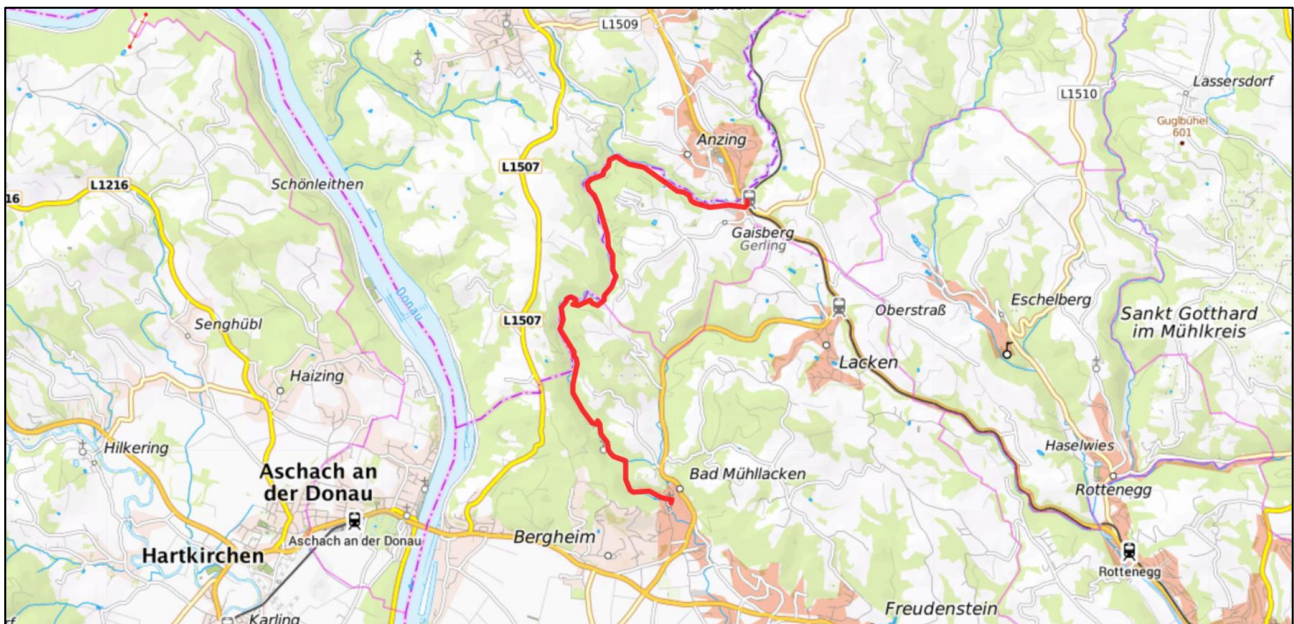 L1509
L1510
Lassersdorf
Guglbühel
601
Anzing
L1507
16
L1216
Schönleithen
Gaisberg
Gerling
Donau
Eschelberg
Oberstraß
Sankt Gotthard
im Mühlkreis
L1507
Senghübl
Lacken
Haizing
Hilkering
Haselwies
Aschach an
der Donau
Bad Mühllacken
Rottenegg
Bergheim
Aschach an der Donau
Hartkirchen
Rottenegg
Freudenstein
Karling